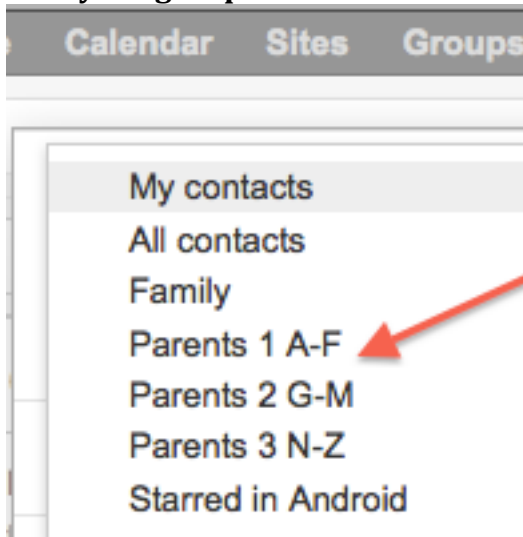 Calendar Sites Groups
My contacts
All contacts
Family
Parents 1 A-F
Parents 2 G-M
Parents 3 N-Z
Starred in Android